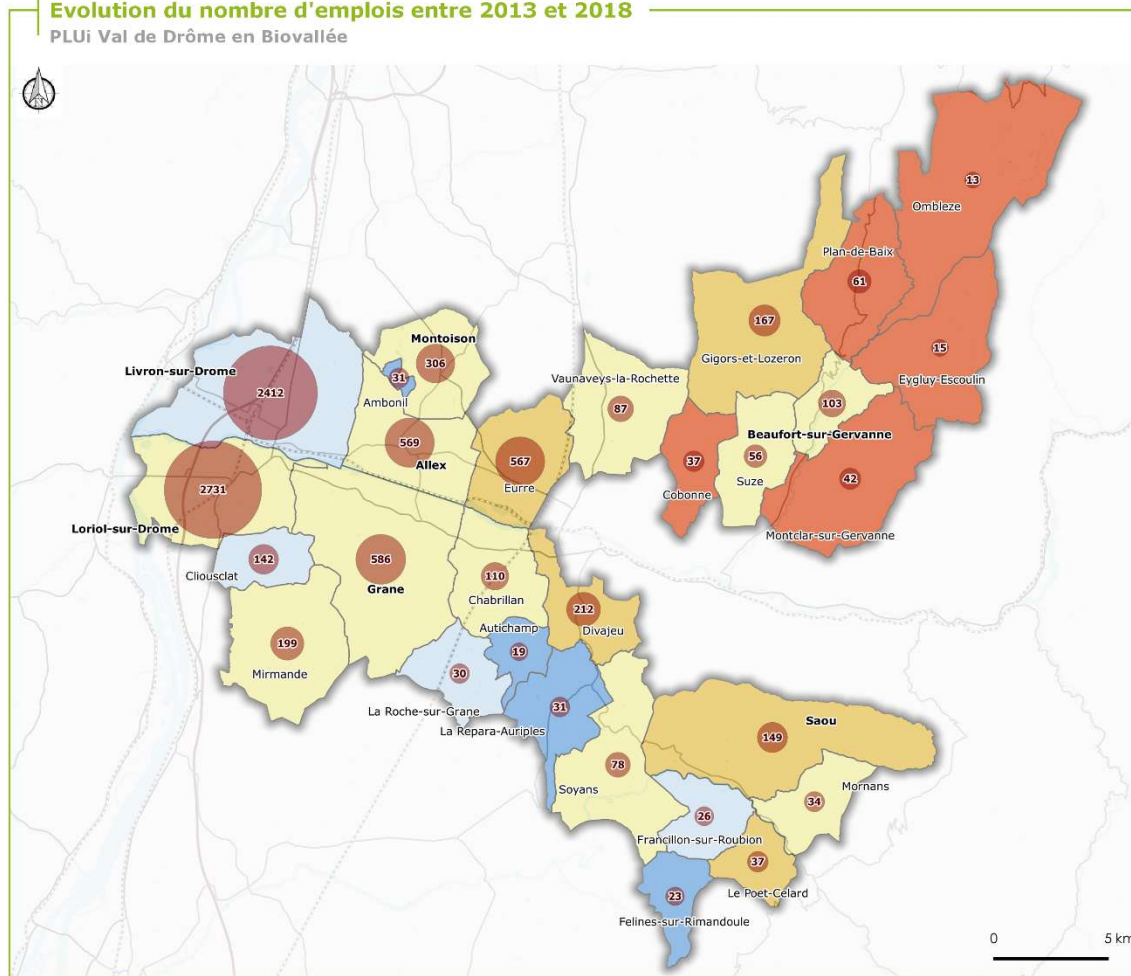 Evolution du nombre d'emplois entre 2013 et 2018
PLUi Val de Drôme en Biovallée
13
Ombleze
Plan-de-Baix
61
167
Gigors-et-Lozeron
15
Eygluy-Escoulin
Montoison
306
Livron-sur-Drome
2412
31
Ambonil
Vaunaveys-la-Rochette
87
103
Beaufort-sur-Gervanne
569
Allex
567
Eurre
37
Cobonne
56
Suze
42
Montclar-sur-Gervanne
2731
Loriol-sur-Drome
142
Cliousclat
586
Grane
110
Chabrillan
212
Divajeu
Autichamp
19
199
Mirmande
30
La Roche-sur-Grane
31
La Repara-Auriples
Saou
149
78
Soyans
Mornans
34
26
Francillon-sur-Roubion
37
Le Poet-Celard
23
Felines-sur-Rimandoule
0 5 km